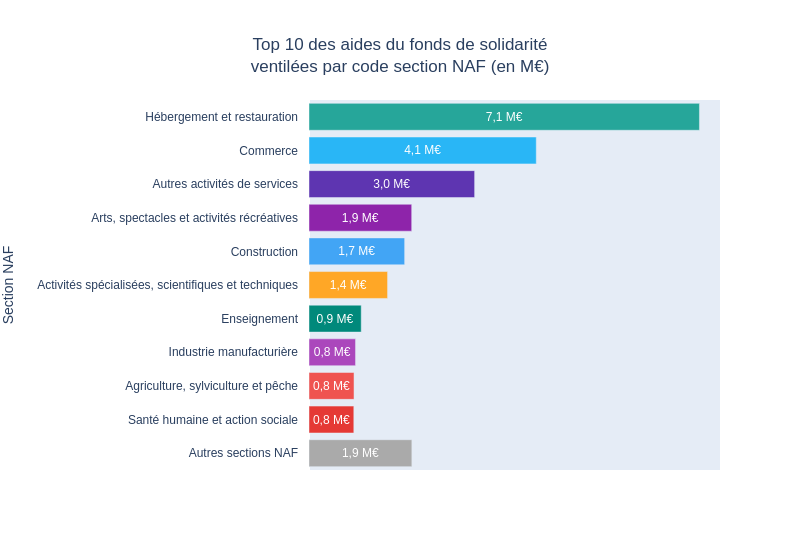 Top 10 des aides du fonds de solidarité
ventilées par code section NAF (en M€)
Section NAF
Hébergement et restauration 7,1 M€
Commerce 4,1 M€
Autres activités de services 3,0 M€
Arts, spectacles et activités récréatives 1,9 M€
Construction 1,7 M€
Activités spécialisées, scientifiques et techniques 1,4 M€
Enseignement 0,9 M€
Industrie manufacturière 0,8 M€
Agriculture, sylviculture et pêche 0,8 M€
Santé humaine et action sociale 0,8 M€
Autres sections NAF 1,9 M€